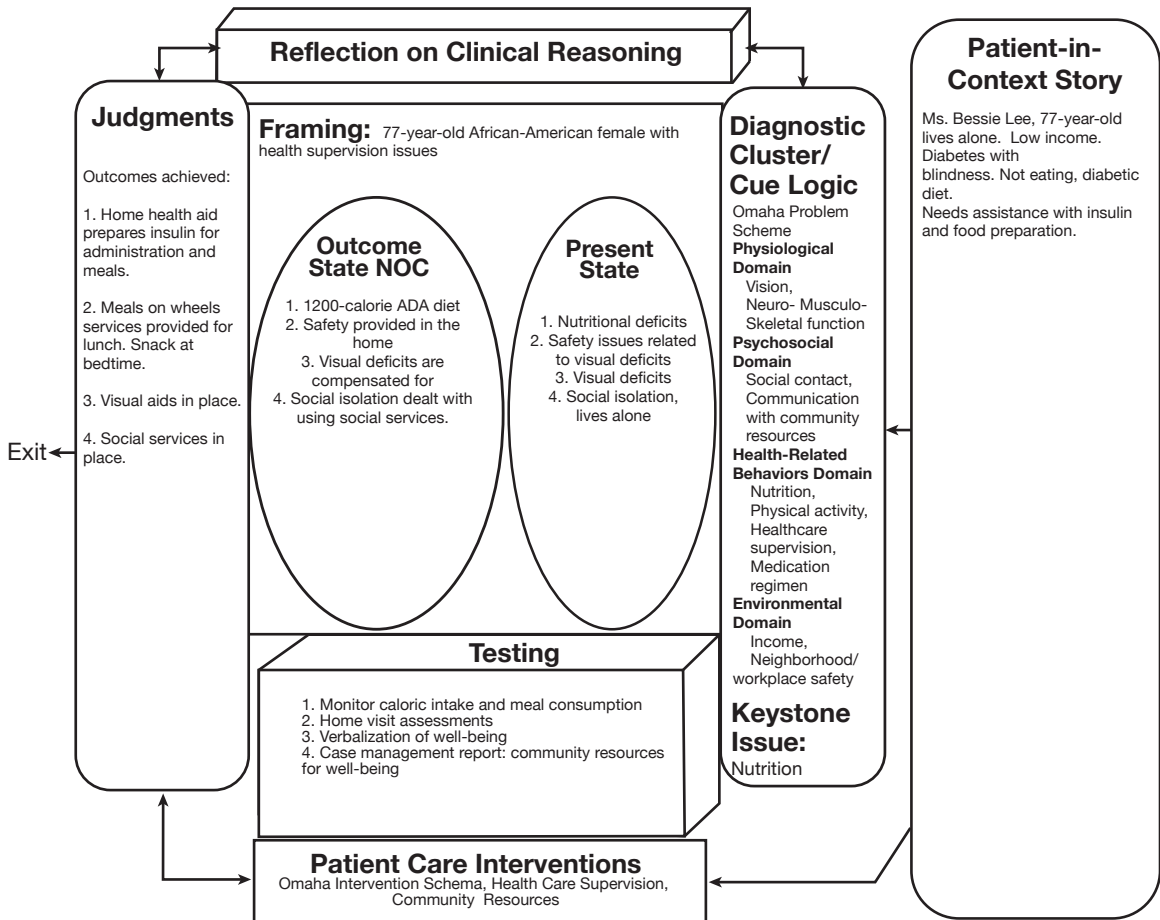 Reflection on Clinical Reasoning
Patient-in-
Context Story
Ms. Bessie Lee, 77-year-old
lives alone.  Low income.
Diabetes with
blindness. Not eating, diabetic
diet.
Needs assistance with insulin
and food preparation.
Judgments
Outcomes achieved:
1. Home health aid
prepares insulin for
administration and
meals.
2. Meals on wheels
services provided for
lunch. Snack at
bedtime.
3. Visual aids in place.
4. Social services in
place.
Exit
Framing: 77-year-old African-American female with
health supervision issues
Outcome
State NOC
1. 1200-calorie ADA diet
2. Safety provided in the
home
3. Visual deficits are
compensated for
4. Social isolation dealt with
using social services.
Present
State
1. Nutritional deficits
2. Safety issues related
to visual deficits
3. Visual deficits
4. Social isolation,
lives alone
Diagnostic
Cluster/
Cue Logic
Omaha Problem
Scheme
Physiological
Domain
Vision,
Neuro- Musculo-
Skeletal function
Psychosocial
Domain
Social contact,
Communication
with community
resources
Health-Related
Behaviors Domain
Nutrition,
Physical activity,
Healthcare
supervision,
Medication
regimen
Environmental
Domain
Income,
Neighborhood/
workplace safety
Keystone
Issue:
Nutrition
Testing
1. Monitor caloric intake and meal consumption
2. Home visit assessments
3. Verbalization of well-being
4. Case management report: community resources
for well-being
Patient Care Interventions
Omaha Intervention Schema, Health Care Supervision,
Community  Resources